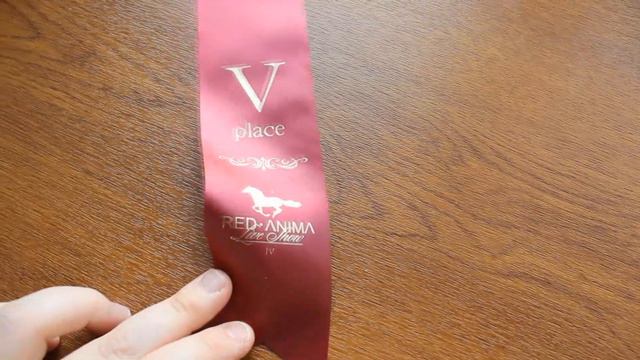 V
place
RED ANIMA
Live Show
IV